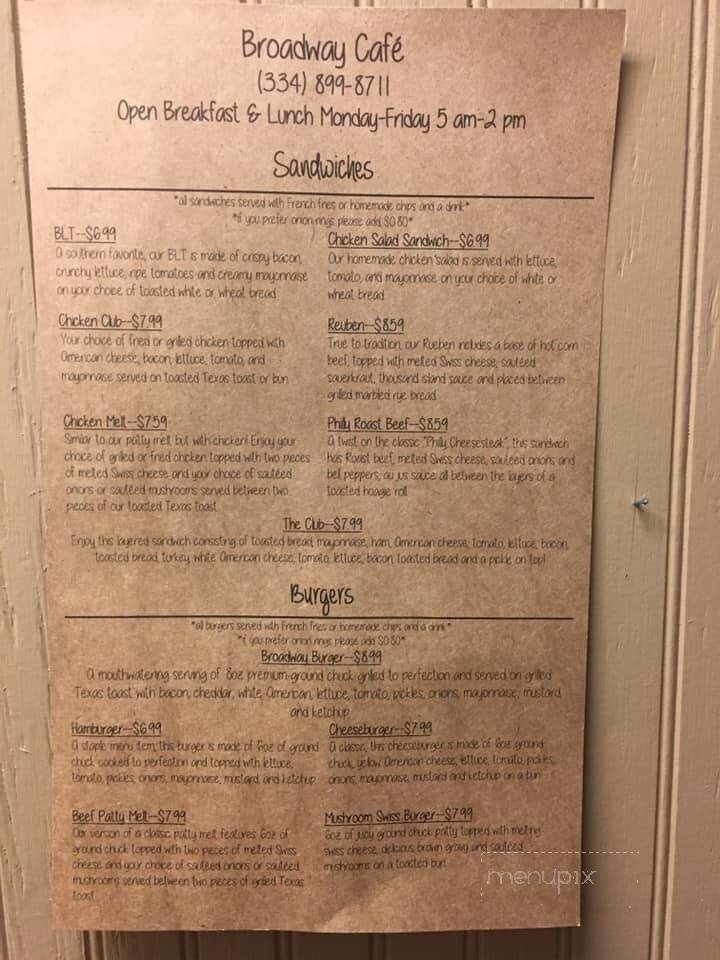 Broadway Café
(334) 899-8711
Open Breakfast & Lunch Monday-Friday 5 am-2 pm
Sandwiches
*all sandwiches served with French fries or homemade chips and a drink*
*if you prefer onion rings please add $0.80*
BLT--$6.99
A southern favorite, our BLT is made of crispy bacon,
crunchy lettuce, ripe tomatoes and creamy mayonnaise
on your choice of toasted white or wheat bread.
Chicken Salad Sandwich--$6.99
Our homemade chicken salad is served with lettuce,
tomato, and mayonnaise on your choice of white or
wheat bread.
Chicken Club--$7.99
Your choice of fried or grilled chicken topped with
American cheese, bacon, lettuce, tomato, and
mayonnaise served on toasted Texas toast or bun.
Reuben--$8.59
True to tradition, our Rueben includes a base of hot corn
beef, topped with melted Swiss cheese, sautéed
sauerkraut, thousand island sauce and placed between
grilled marbled rye bread.
Chicken Melt--$7.59
Similar to our patty melt but with chicken! Enjoy your
choice of grilled or fried chicken topped with two pieces
of melted Swiss cheese and your choice of sautéed
onions or sautéed mushrooms served between two
pieces of our toasted Texas toast.
Philly Roast Beef--$8.59
A twist on the classic "Philly Cheesesteak", this sandwich
has Roast beef, melted Swiss cheese, sautéed onions and
bell peppers, au jus sauce all between the layers of a
toasted hoagie roll.
The Club--$7.99
Enjoy this layered sandwich consisting of toasted bread, mayonnaise, ham, American cheese, tomato, lettuce, bacon,
toasted bread, turkey, white American cheese, tomato, lettuce, bacon, toasted bread and a pickle on top!
Burgers
*all burgers served with French fries or homemade chips and a drink*
*if you prefer onion rings please add $0.80*
Broadway Burger--$8.99
A mouthwatering serving of 8oz premium ground chuck grilled to perfection and served on grilled
Texas toast with bacon, cheddar, white American, lettuce, tomato, pickles, onions, mayonnaise, mustard
and ketchup.
Hamburger--$6.99
A staple menu item, this burger is made of 6oz of ground
chuck cooked to perfection and topped with lettuce,
tomato, pickles, onions, mayonnaise, mustard and ketchup.
Cheeseburger--$7.99
A classic, this cheeseburger is made of 6oz ground
chuck, yellow American cheese, lettuce, tomato, pickles,
onions, mayonnaise, mustard and ketchup on a bun.
Beef Patty Melt--$7.99
Our version of a classic patty melt features 6oz of
ground chuck topped with two pieces of melted Swiss
cheese and your choice of sautéed onions or sautéed
mushrooms served between two pieces of grilled Texas
toast.
Mushroom Swiss Burger--$7.99
6oz of juicy ground chuck patty topped with melting
swiss cheese, delicious brown gravy and sautéed
mushrooms on a toasted bun.
menupix